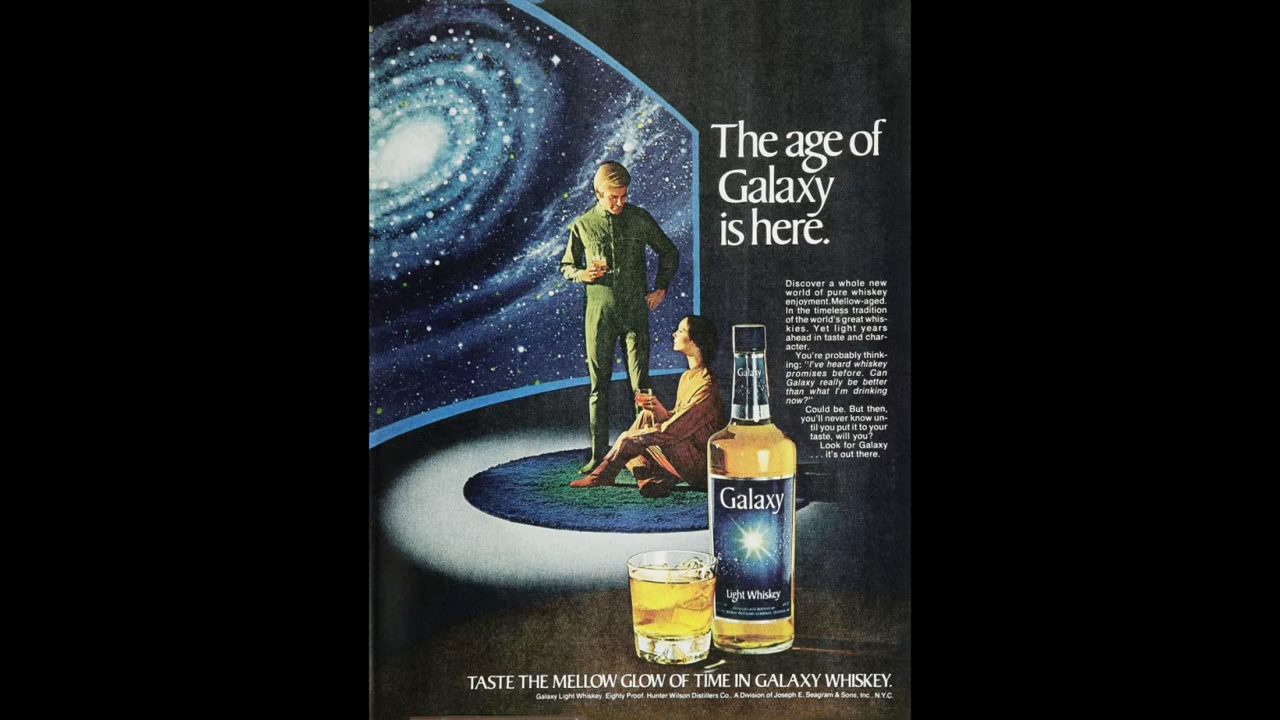 The age of
Galaxy
is here.
Discover a whole new
world of pure whiskey
enjoyment. Mellow-aged.
In the timeless tradition
of the world's great whis-
kies. Yet light years
ahead in taste and char-
acter.
You're probably think-
ing: "I've heard whiskey
promises before. Can
Galaxy really be better
than what I'm drinking
now?"
Could be. But then,
you'll never know un-
til you put it to your
taste, will you?
Look for Galaxy
. . . it's out there.
Galaxy
Galaxy
Light Whiskey
TASTE THE MELLOW GLOW OF TIME IN GALAXY WHISKEY.
Galaxy Light Whiskey. Eighty Proof. Hunter Wilson Distillers Co., A Division of Joseph E. Seagram & Sons, Inc., N.Y.C.